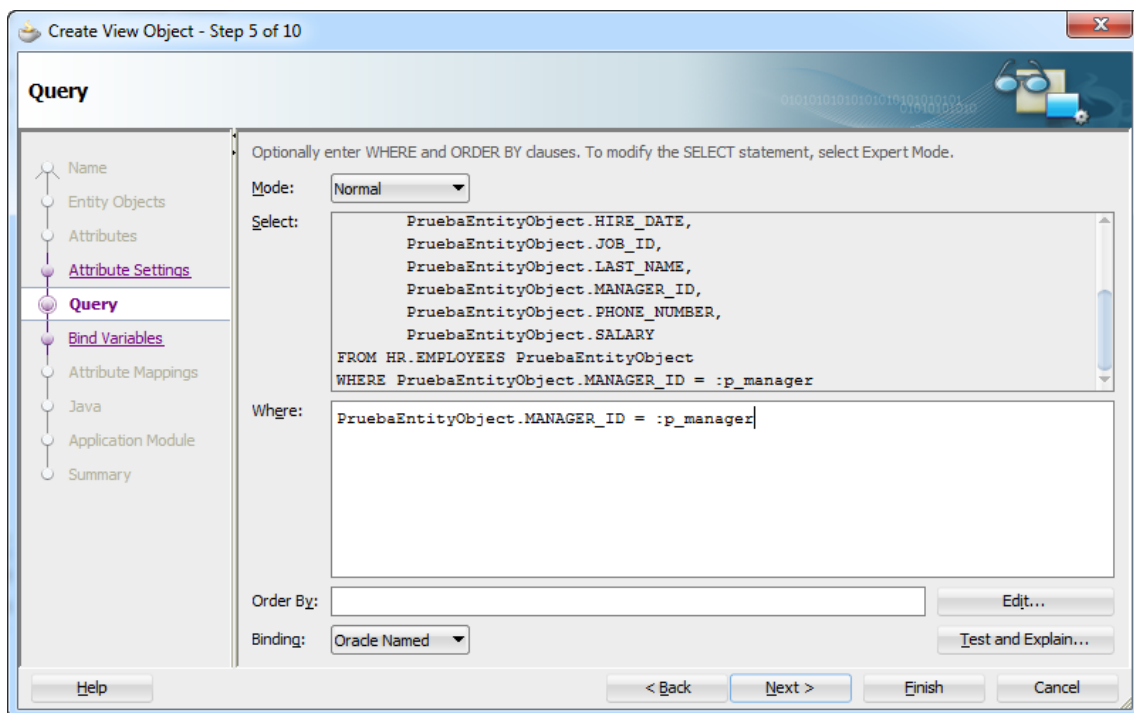 Create View Object - Step 5 of 10
Query
Name
Entity Objects
Attributes
Attribute Settings
Query
Bind Variables
Attribute Mappings
Java
Application Module
Summary
Optionally enter WHERE and ORDER BY clauses. To modify the SELECT statement, select Expert Mode.
Mode: Normal
Select: PruebaEntityObject.HIRE_DATE,
PruebaEntityObject.JOB_ID,
PruebaEntityObject.LAST_NAME,
PruebaEntityObject.MANAGER_ID,
PruebaEntityObject.PHONE_NUMBER,
PruebaEntityObject.SALARY
FROM HR.EMPLOYEES PruebaEntityObject
WHERE PruebaEntityObject.MANAGER_ID = :p_manager
Where: PruebaEntityObject.MANAGER_ID = :p_manager
Order By: Edit...
Binding: Oracle Named Test and Explain...
Help < Back Next > Finish Cancel